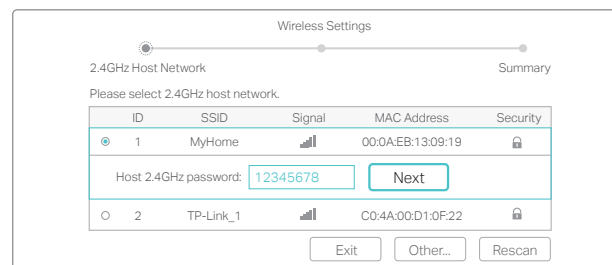 Wireless Settings
2.4GHz Host Network Summary
Please select 2.4GHz host network.
ID SSID Signal MAC Address Security
1 MyHome 00:0A:EB:13:09:19
Host 2.4GHz password: 12345678 Next
2 TP-Link_1 C0:4A:00:D1:0F:22
Exit Other... Rescan